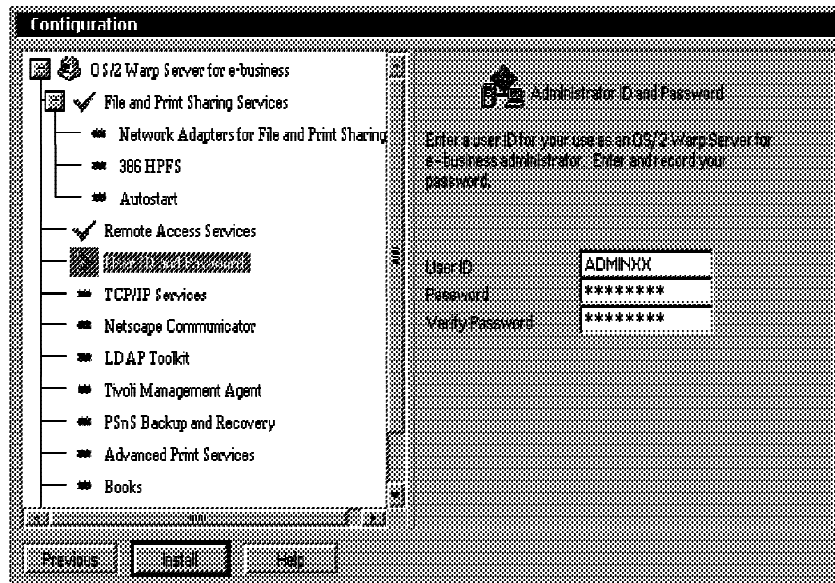 Configuration
OS/2 Warp Server for e-business
File and Print Sharing Services
Network Adapters for File and Print Sharing
386 HPFS
Autostart
Remote Access Services
TCP/IP Services
Netscape Communicator
LDAP Toolkit
Tivoli Management Agent
PSnS Backup and Recovery
Advanced Print Services
Books
Administrator ID and Password
Enter a user ID for your use as an OS/2 Warp Server for
e-business administrator. Enter and record your
password.
User ID
ADMINXX
Password
********
Verify Password
********
Previous
Install
Help